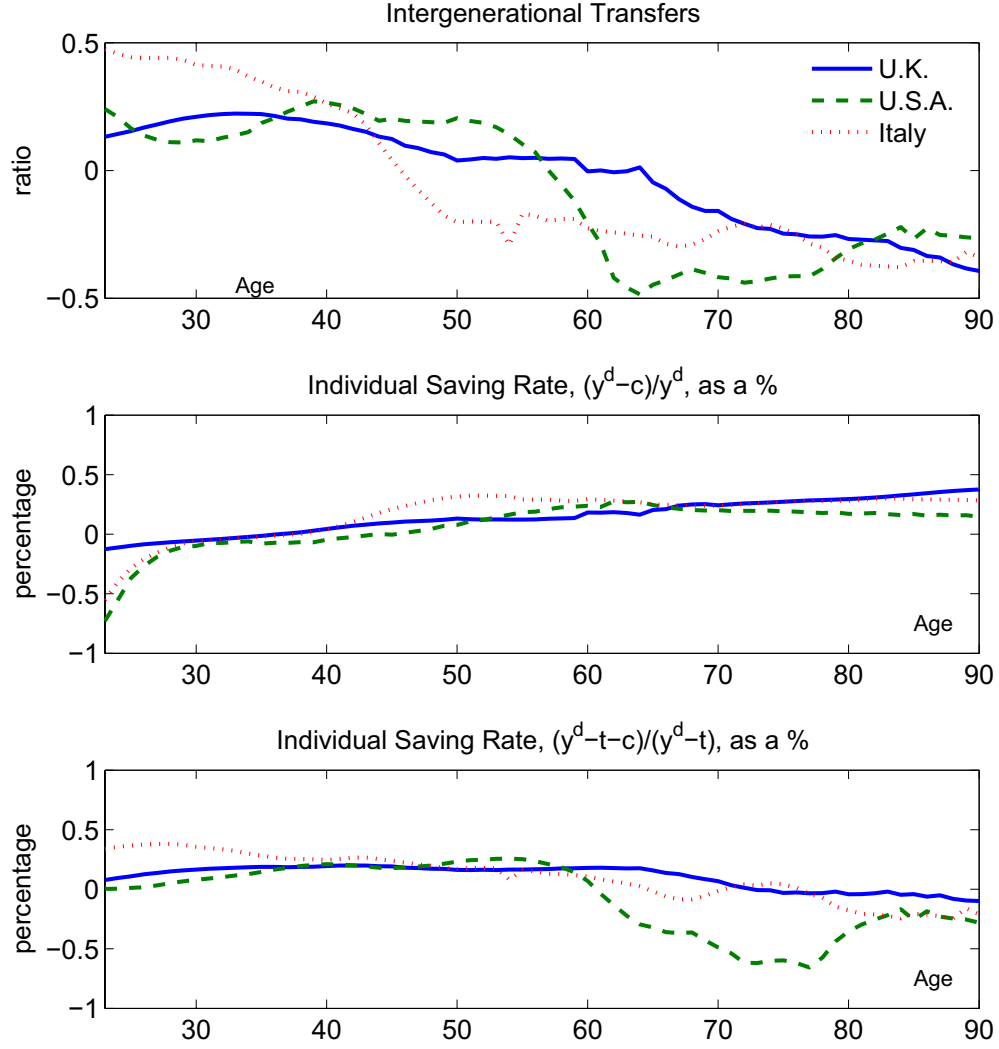 Intergenerational Transfers
0.5
0
−0.5
ratio
U.K.
U.S.A.
Italy
Age
30 40 50 60 70 80 90
Individual Saving Rate, (y^d−c)/y^d, as a %
1
0.5
0
−0.5
−1
percentage
Age
30 40 50 60 70 80 90
Individual Saving Rate, (y^d−t−c)/(y^d−t), as a %
1
0.5
0
−0.5
−1
percentage
Age
30 40 50 60 70 80 90